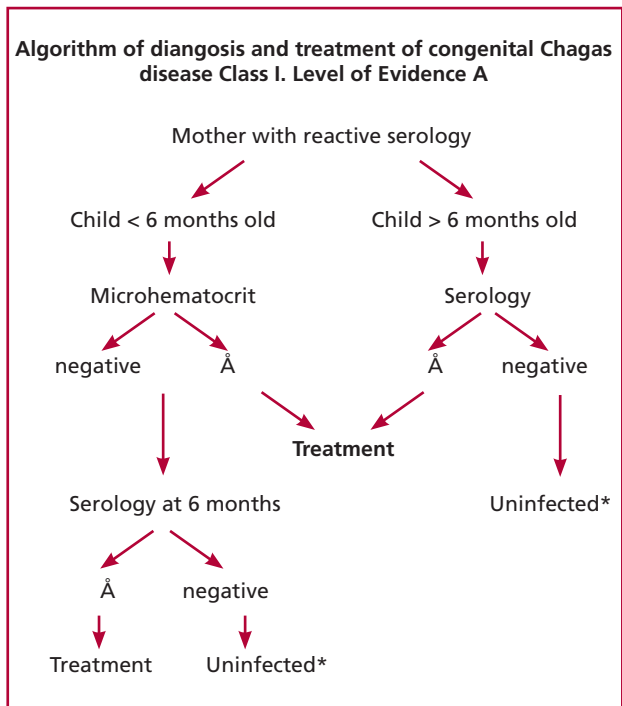 Algorithm of diangosis and treatment of congenital Chagas
disease Class I. Level of Evidence A
Mother with reactive serology
Child < 6 months old
Child > 6 months old
Microhematocrit
Serology
negative
Å
Å
negative
Treatment
Serology at 6 months
Uninfected*
Å
negative
Treatment
Uninfected*